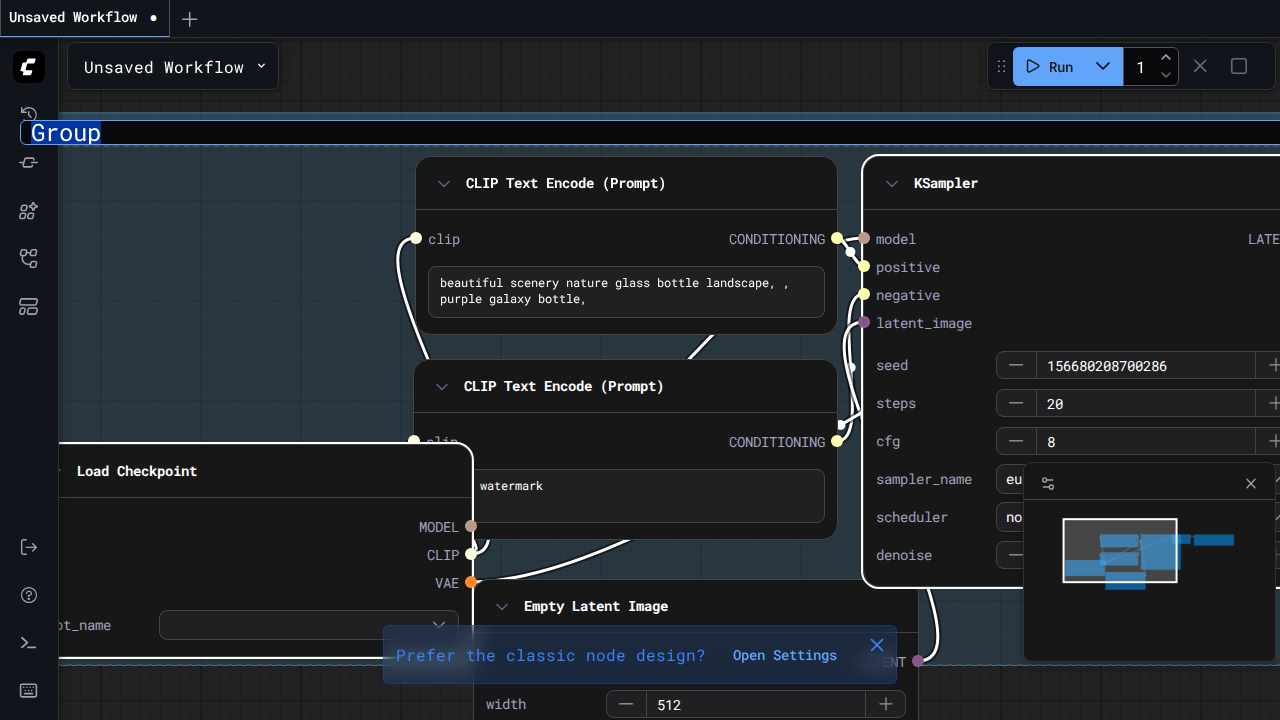 Unsaved Workflow
Unsaved Workflow
Run
1
Group
CLIP Text Encode (Prompt)
clip
CONDITIONING
beautiful scenery nature glass bottle landscape, ,
purple galaxy bottle,
CLIP Text Encode (Prompt)
clip
CONDITIONING
watermark
KSampler
model
LATE
positive
negative
latent_image
seed
156680208700286
steps
20
cfg
8
sampler_name
eu
scheduler
no
denoise
Load Checkpoint
MODEL
CLIP
VAE
pt_name
Empty Latent Image
ENT
width
512
Prefer the classic node design?
Open Settings